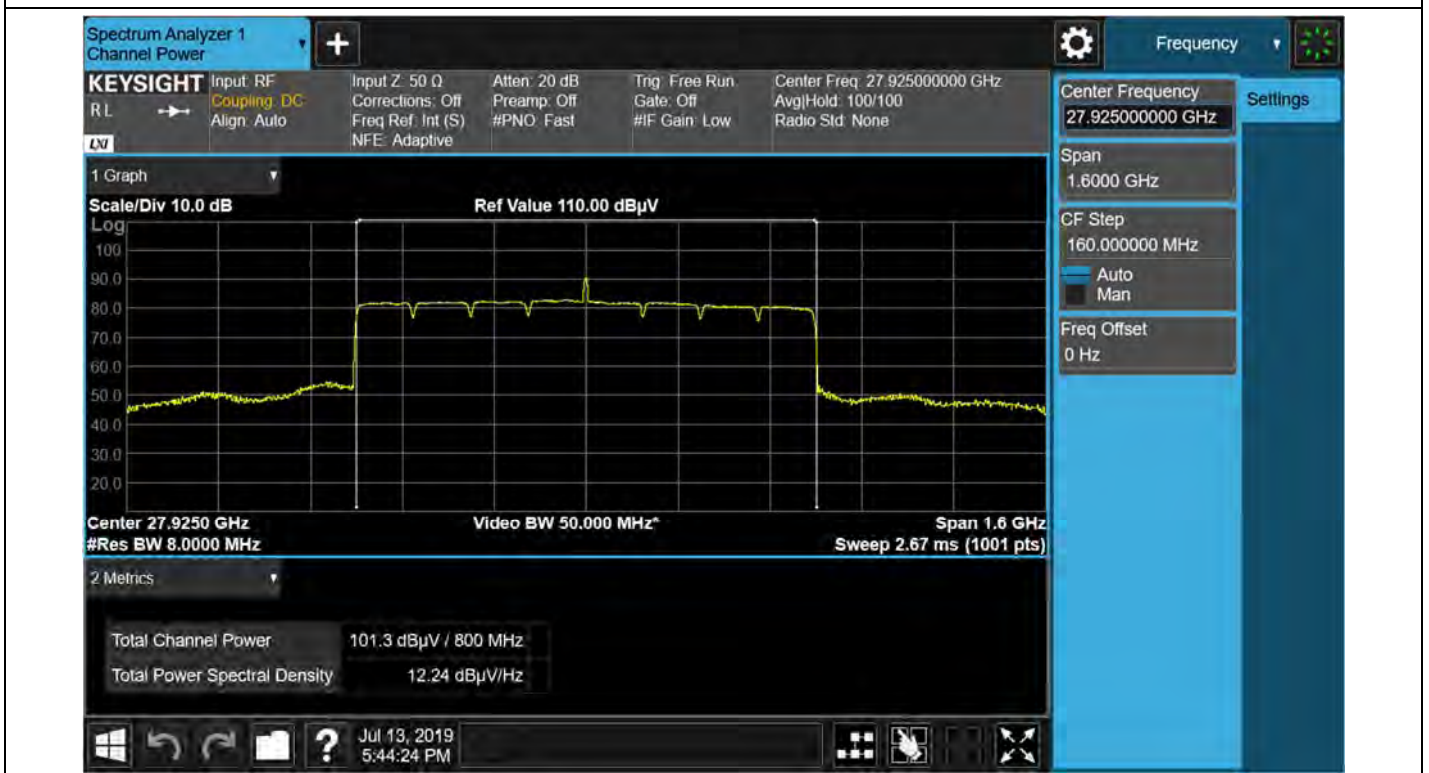 Spectrum Analyzer 1
Channel Power
+
Frequency
KEYSIGHT
RL
LXI
Input: RF
Coupling: DC
Align: Auto
Input Z: 50 Ω
Corrections: Off
Freq Ref: Int (S)
NFE: Adaptive
Atten: 20 dB
Preamp: Off
#PNO: Fast
Trig: Free Run
Gate: Off
#IF Gain: Low
Center Freq: 27.925000000 GHz
Avg|Hold: 100/100
Radio Std: None
Center Frequency
27.925000000 GHz
Settings
Span
1.6000 GHz
CF Step
160.000000 MHz
Auto
Man
Freq Offset
0 Hz
1 Graph
Scale/Div 10.0 dB
Ref Value 110.00 dBµV
Log
100
90.0
80.0
70.0
60.0
50.0
40.0
30.0
20.0
Center 27.9250 GHz
Video BW 50.000 MHz*
Span 1.6 GHz
#Res BW 8.0000 MHz
Sweep 2.67 ms (1001 pts)
2 Metrics
Total Channel Power 101.3 dBµV / 800 MHz
Total Power Spectral Density 12.24 dBµV/Hz
?
Jul 13, 2019
5:44:24 PM